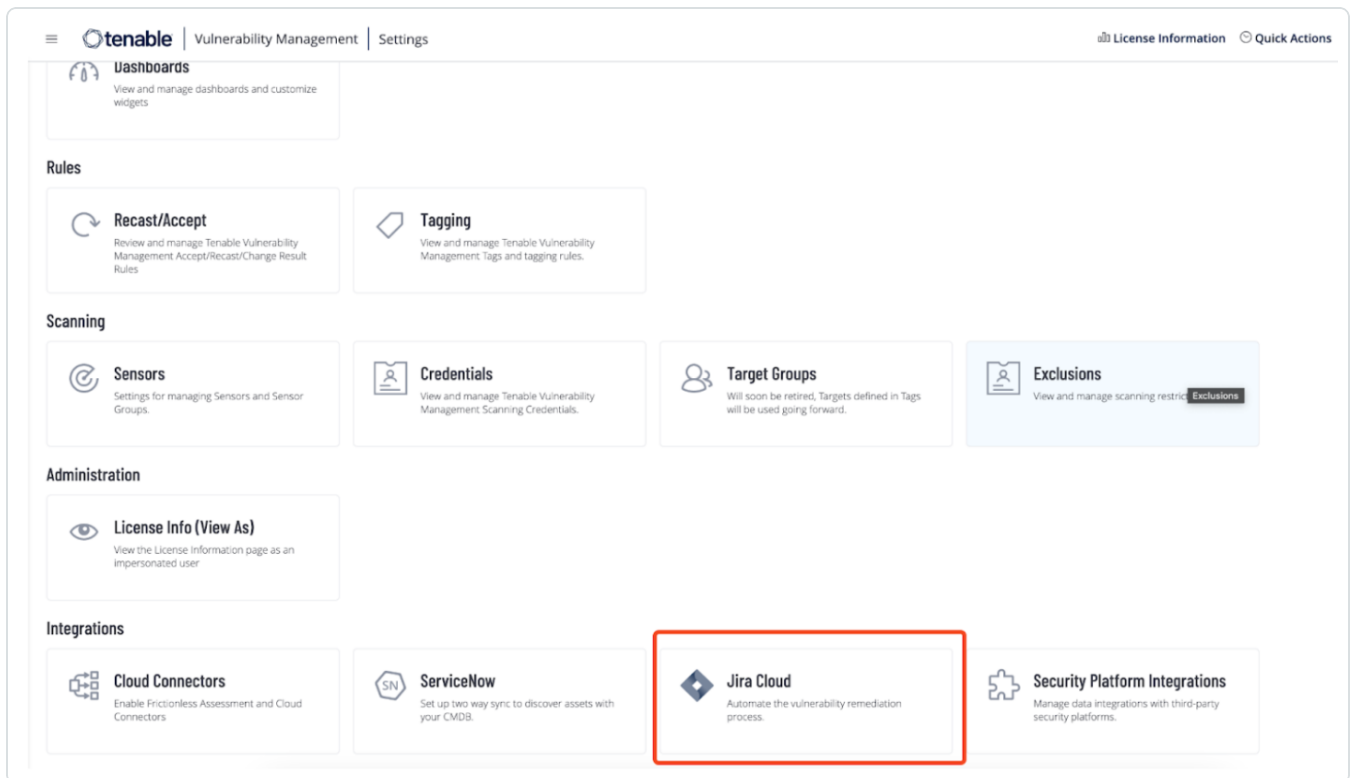 tenable Vulnerability Management Settings License Information Quick Actions
Dashboards
View and manage dashboards and customize
widgets
Rules
Recast/Accept
Review and manage Tenable Vulnerability
Management Accept/Recast/Change Result
Rules
Tagging
View and manage Tenable Vulnerability
Management Tags and tagging rules.
Scanning
Sensors
Settings for managing Sensors and Sensor
Groups.
Credentials
View and manage Tenable Vulnerability
Management Scanning Credentials.
Target Groups
Will soon be retired, Targets defined in Tags
will be used going forward.
Exclusions
View and manage scanning restric
Exclusions
Administration
License Info (View As)
View the License Information page as an
impersonated user
Integrations
Cloud Connectors
Enable Frictionless Assessment and Cloud
Connectors
SN
ServiceNow
Set up two way sync to discover assets with
your CMDB.
Jira Cloud
Automate the vulnerability remediation
process.
Security Platform Integrations
Manage data integrations with third-party
security platforms.